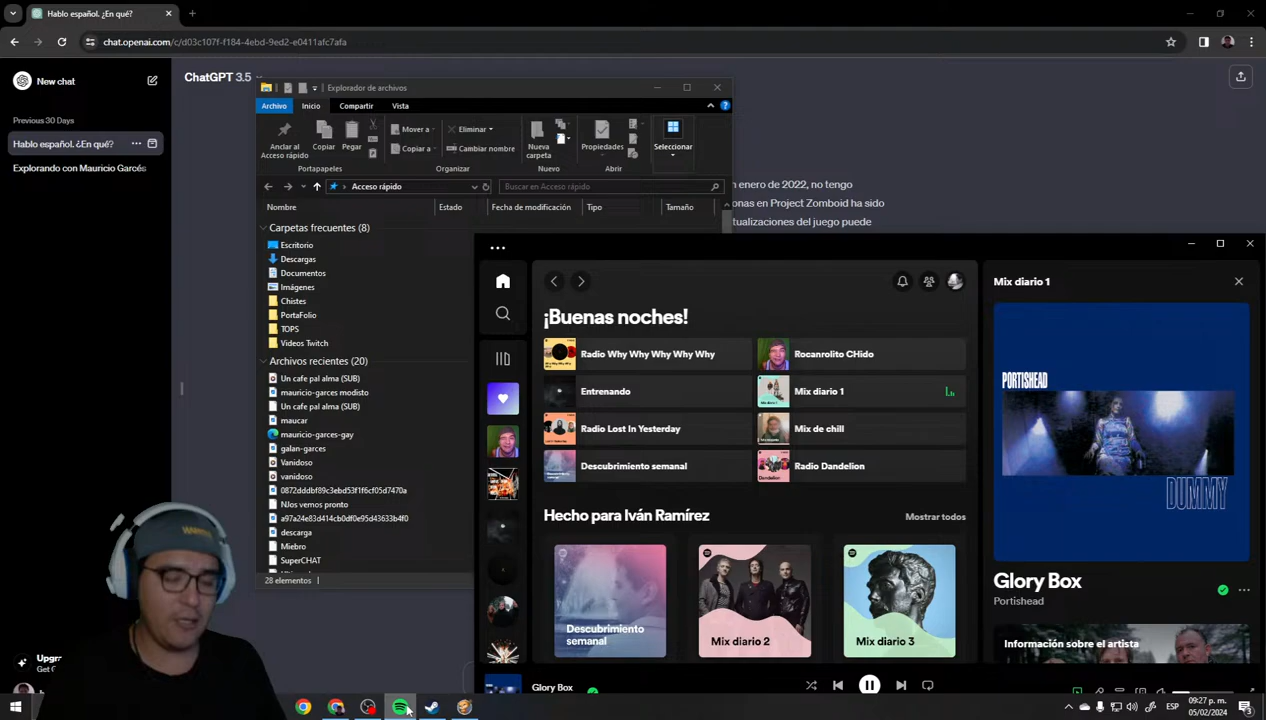 Hablo español. ¿En qué?
chat.openai.com/c/d03c107f-f184-4ebd-9ed2-e0411afc7afa
New chat
ChatGPT 3.5
Previous 30 Days
Hablo español. ¿En qué?
Explorando con Mauricio Garcés
n enero de 2022, no tengo
onas en Project Zomboid ha sido
tualizaciones del juego puede
Explorador de archivos
Archivo
Inicio
Compartir
Vista
Anclar al
Acceso rápido
Copiar
Pegar
Mover a
Copiar a
Eliminar
Cambiar nombre
Nueva
carpeta
Propiedades
Seleccionar
Portapapeles
Organizar
Nuevo
Abrir
Acceso rápido
Buscar en Acceso rápido
Nombre
Estado
Fecha de modificación
Tipo
Tamaño
Carpetas frecuentes (8)
Escritorio
Descargas
Documentos
Imágenes
Chistes
PortaFolio
TOPS
Videos Twitch
Archivos recientes (20)
Un cafe pal alma (SUB)
mauricio-garces modisto
Un cafe pal alma (SUB)
maucar
mauricio-garces-gay
galan-garces
Vanidoso
vanidoso
0872dddbf89c3ebd53f1f6cf05d7470a
NJos vemos pronto
a97a24e83d414cb0df0e95d43633b4f0
descarga
Miebro
SuperCHAT
28 elementos
¡Buenas noches!
Radio Why Why Why Why Why
Rocanrolito CHido
Entrenando
Mix diario 1
Radio Lost In Yesterday
Mix de chill
Descubrimiento semanal
Radio Dandelion
Hecho para Iván Ramírez
Mostrar todos
Descubrimiento
semanal
Mix diario 2
Mix diario 3
Mix diario 1
PORTISHEAD
DUMMY
Glory Box
Portishead
Información sobre el artista
Glory Box
Upgr
Get G
ESP
09:27 p. m.
05/02/2024